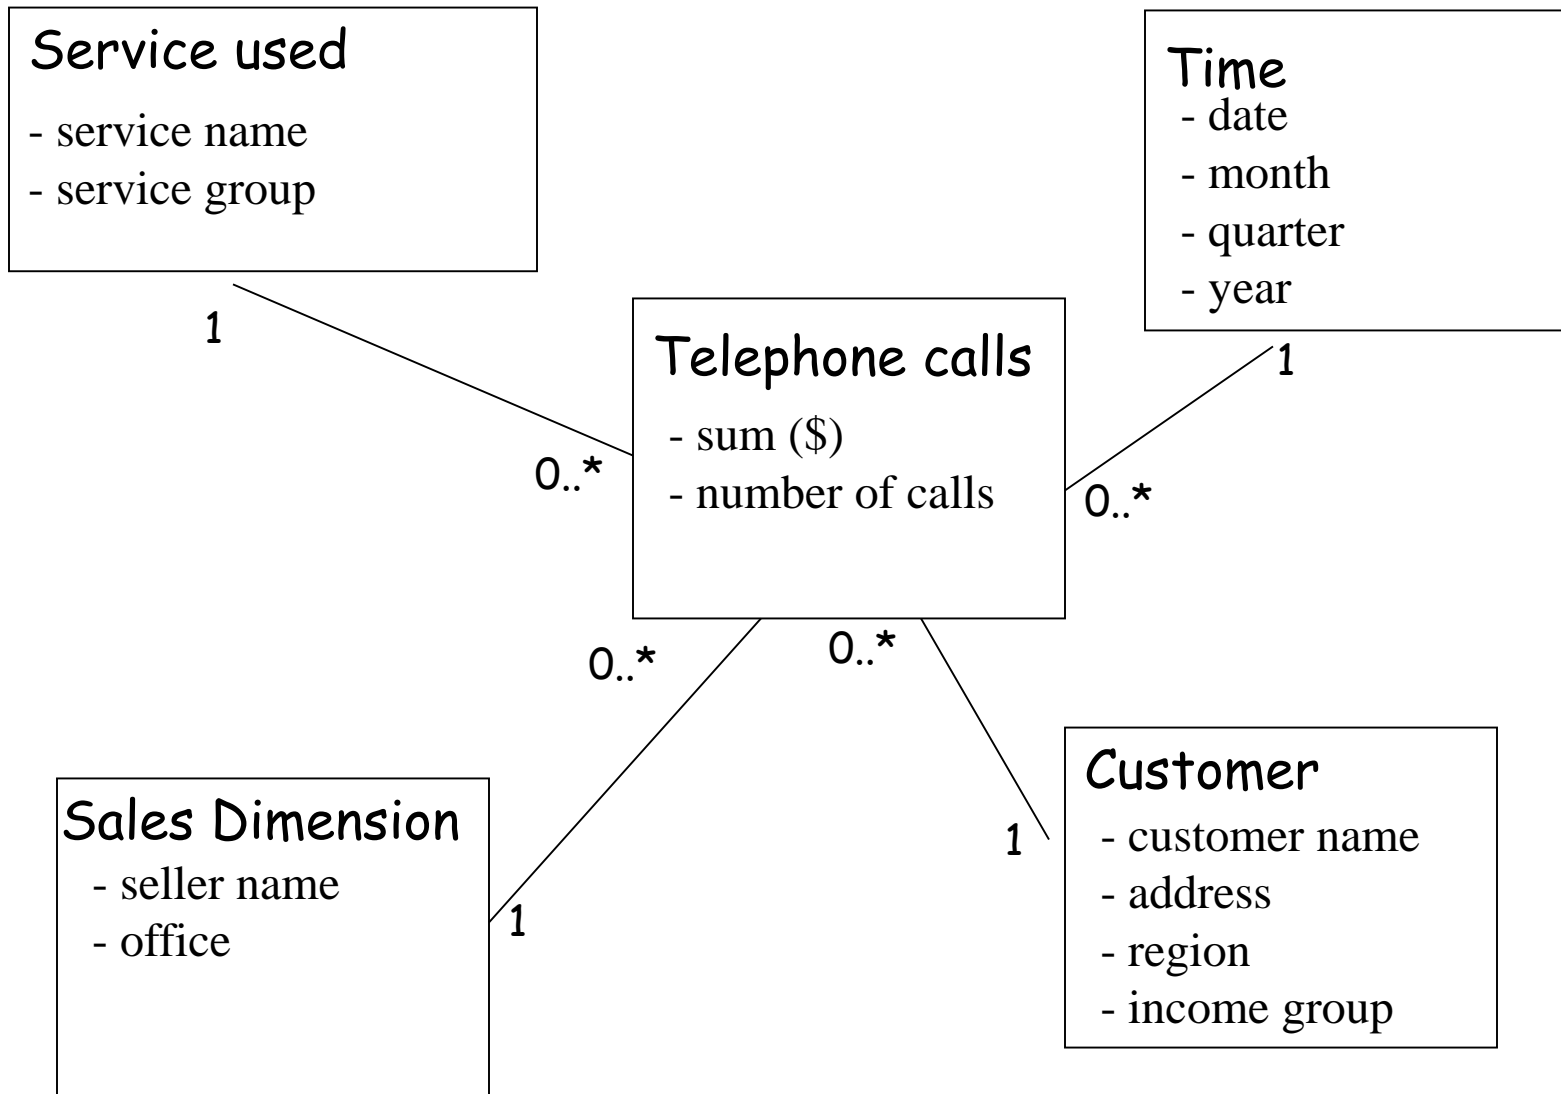 Service used
- service name
- service group
1
0..*
Time
- date
- month
- quarter
- year
1
0..*
Telephone calls
- sum ($)
- number of calls
0..*
0..*
Sales Dimension
- seller name
- office
1
1
Customer
- customer name
- address
- region
- income group